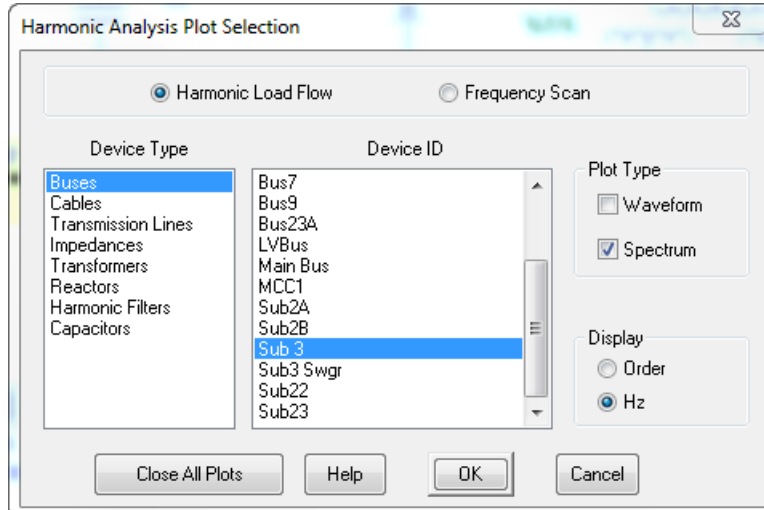 Harmonic Analysis Plot Selection
Harmonic Load Flow
Frequency Scan
Device Type
Buses
Cables
Transmission Lines
Impedances
Transformers
Reactors
Harmonic Filters
Capacitors
Device ID
Bus7
Bus9
Bus23A
LVBus
Main Bus
MCC1
Sub2A
Sub2B
Sub 3
Sub3 Swgr
Sub22
Sub23
Plot Type
Waveform
Spectrum
Display
Order
Hz
Close All Plots
Help
OK
Cancel